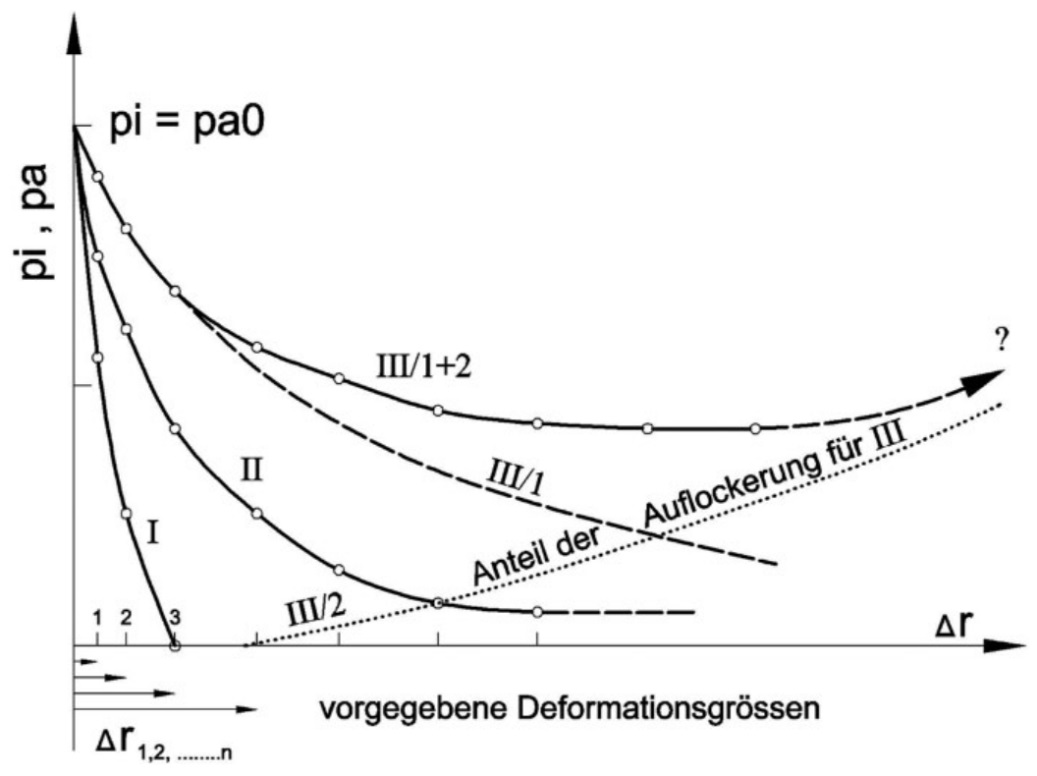 pi = pa0
pi , pa
?
III/1+2
III/1
Auflockerung für III
Anteil der
II
I
III/2
1 2 3
Δr
vorgegebene Deformationsgrössen
Δr1,2, ........n